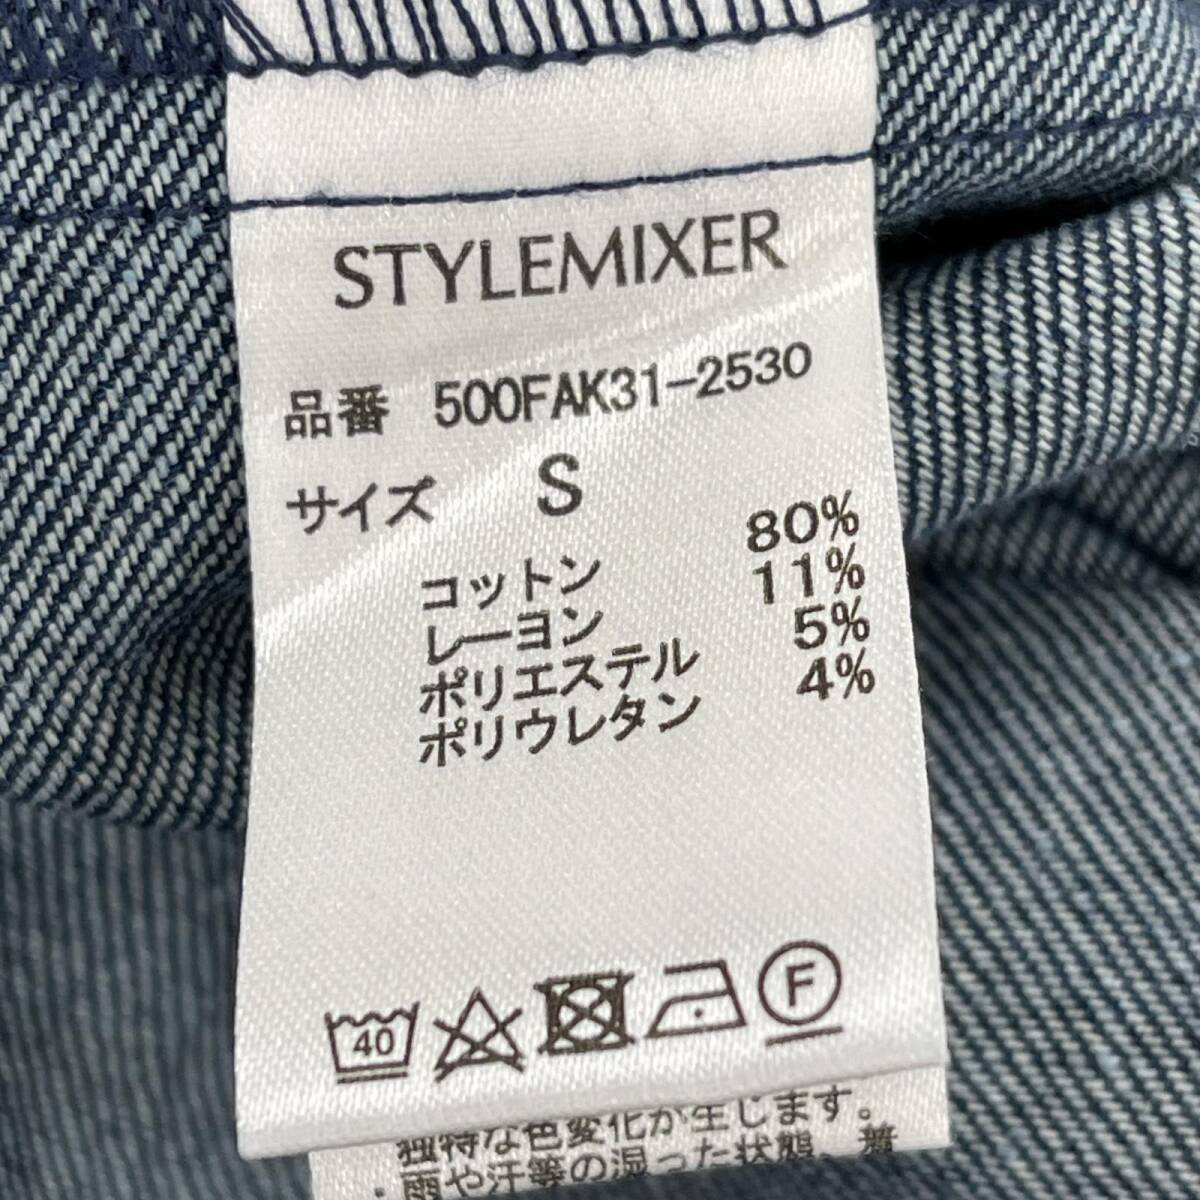 STYLEMIXER
品番 500FAK31-2530
サイズ S
コットン 80%
レーヨン 11%
ポリエステル 5%
ポリウレタン 4%
40 F
独特な色変化が生じます。
・雨や汗等の湿った状態、着